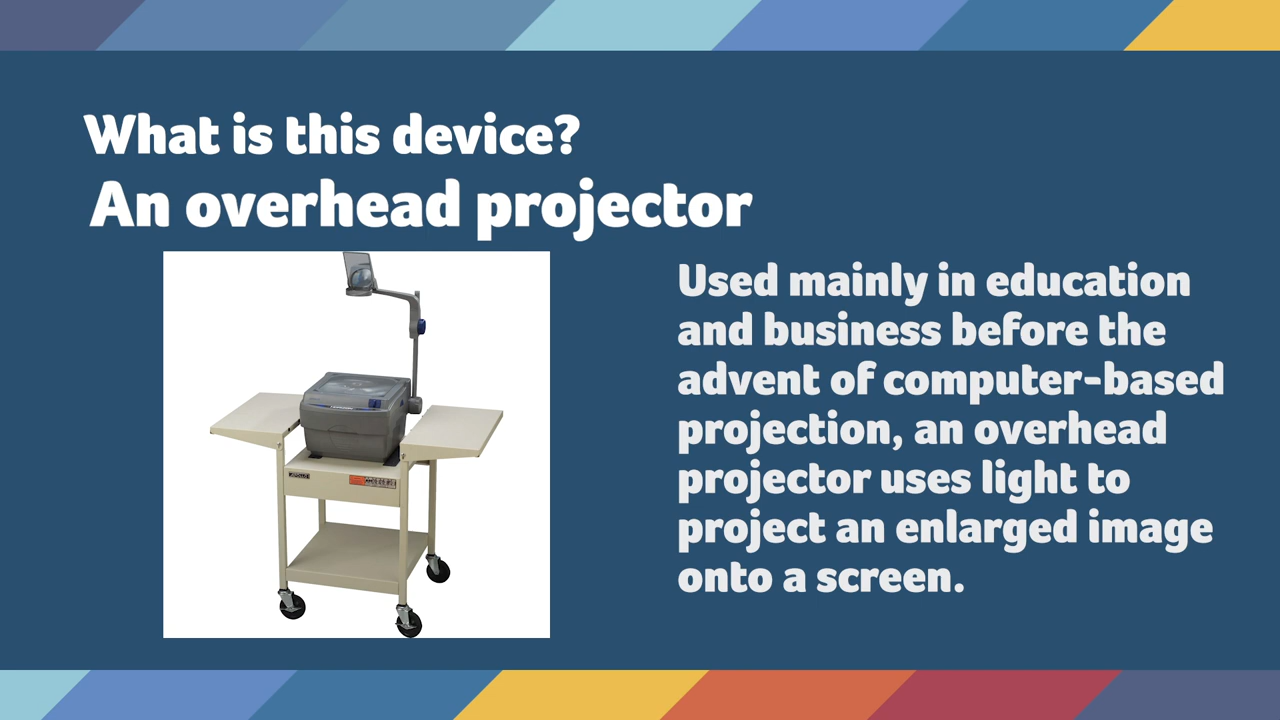 What is this device?
An overhead projector
Used mainly in education
and business before the
advent of computer-based
projection, an overhead
projector uses light to
project an enlarged image
onto a screen.